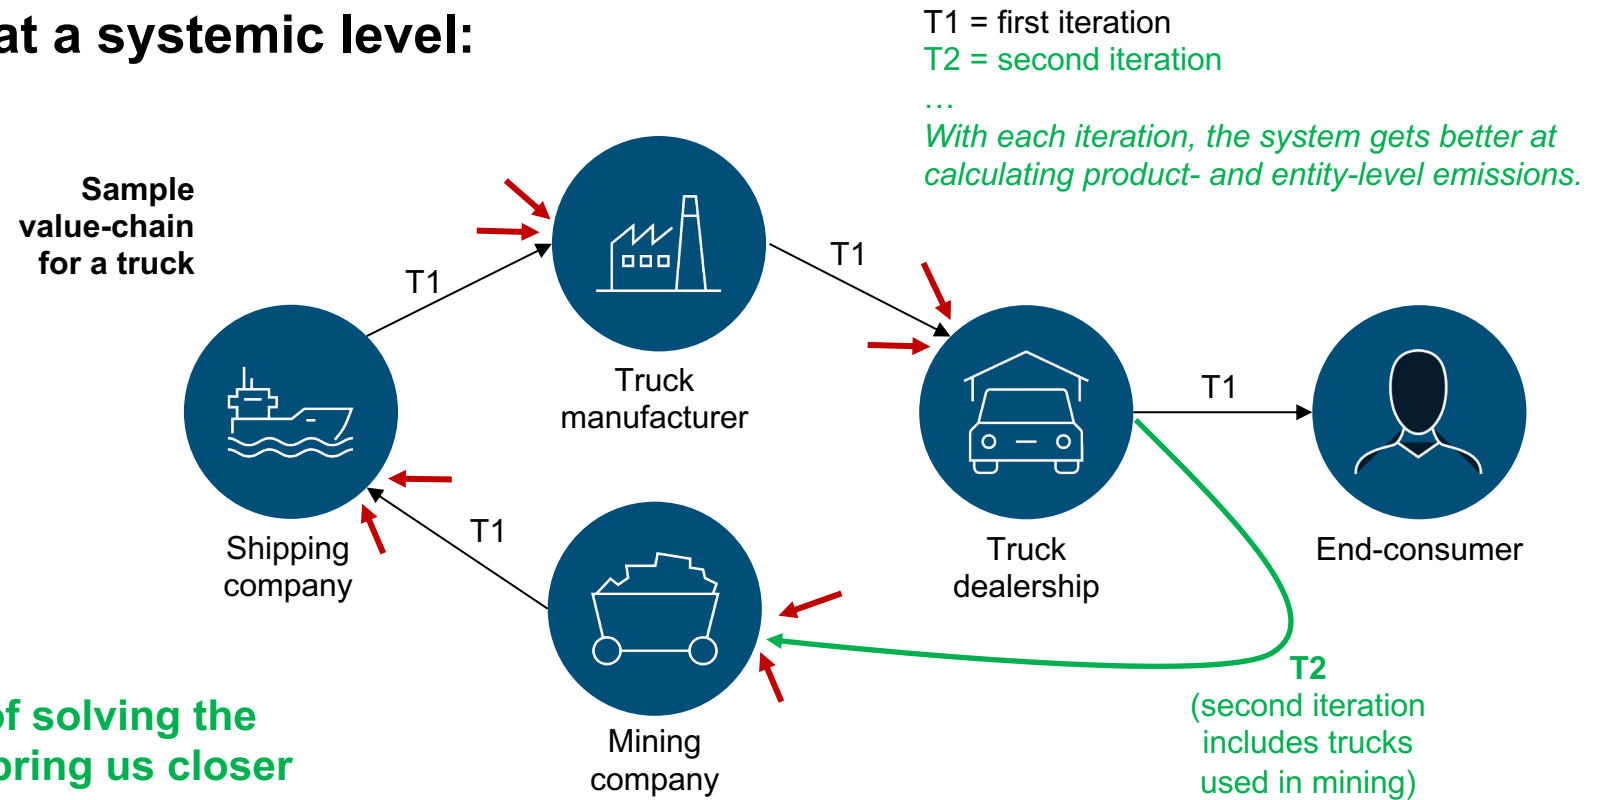 at a systemic level:
T1 = first iteration
T2 = second iteration
…
With each iteration, the system gets better at
calculating product- and entity-level emissions.
Sample
value-chain
for a truck
T1
T1
T1
T1
Truck
manufacturer
Shipping
company
Truck
dealership
End-consumer
Mining
company
T2
(second iteration
includes trucks
used in mining)
of solving the
bring us closer